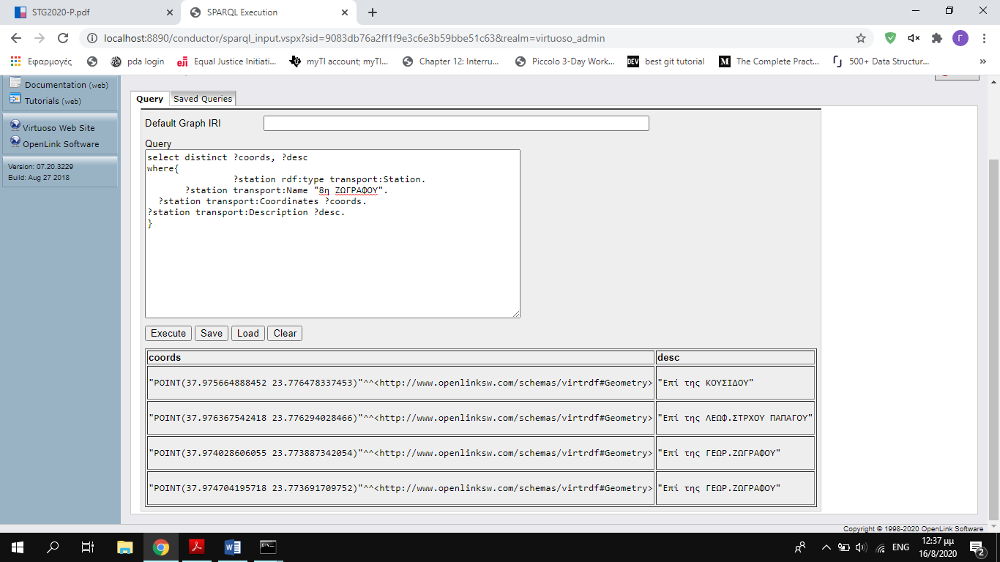 STG2020-P.pdf
SPARQL Execution
localhost:8890/conductor/sparql_input.vspx?sid=9083db76a2ff1f9e3c6e3b59bbe51c63&realm=virtuoso_admin
Γ
Εφαρμογές
pda login
eji Equal Justice Initiati...
myTI account; myTI...
Chapter 12: Interru...
Piccolo 3-Day Work...
DEV best git tutorial
M The Complete Pract...
500+ Data Structur...
»
Documentation (web)
Tutorials (web)
Virtuoso Web Site
OpenLink Software
Version: 07.20.3229
Build: Aug 27 2018
Query Saved Queries
Default Graph IRI
Query
select distinct ?coords, ?desc
where{
?station rdf:type transport:Station.
?station transport:Name "8η ΖΩΓΡΑΦΟΥ".
?station transport:Coordinates ?coords.
?station transport:Description ?desc.
}
Execute Save Load Clear
coords desc
"POINT(37.975664888452 23.776478337453)"^^<http://www.openlinksw.com/schemas/virtrdf#Geometry> "Επί της ΚΟΥΣΙΔΟΥ"
"POINT(37.976367542418 23.776294028466)"^^<http://www.openlinksw.com/schemas/virtrdf#Geometry> "Επί της ΛΕΩΦ.ΣΤΡΧΟΥ ΠΑΠΑΓΟΥ"
"POINT(37.974028606055 23.773887342054)"^^<http://www.openlinksw.com/schemas/virtrdf#Geometry> "Επί της ΓΕΩΡ.ΖΩΓΡΑΦΟΥ"
"POINT(37.974704195718 23.773691709752)"^^<http://www.openlinksw.com/schemas/virtrdf#Geometry> "Επί της ΓΕΩΡ.ΖΩΓΡΑΦΟΥ"
Copyright © 1998-2020 OpenLink Software
ENG
12:37 μμ
16/8/2020
2